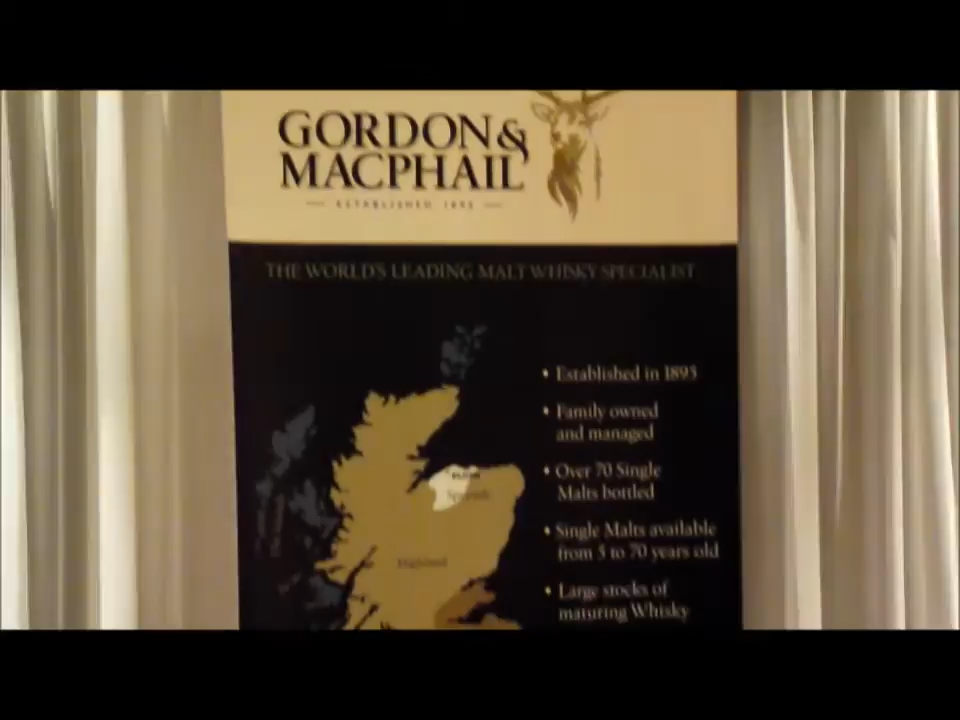 GORDON &
MACPHAIL
ESTABLISHED 1895
THE WORLD'S LEADING MALT WHISKY SPECIALIST
• Established in 1895
• Family owned
and managed
• Over 70 Single
Malts bottled
• Single Malts available
from 5 to 70 years old
• Large stocks of
maturing Whisky
Speyside
Highland